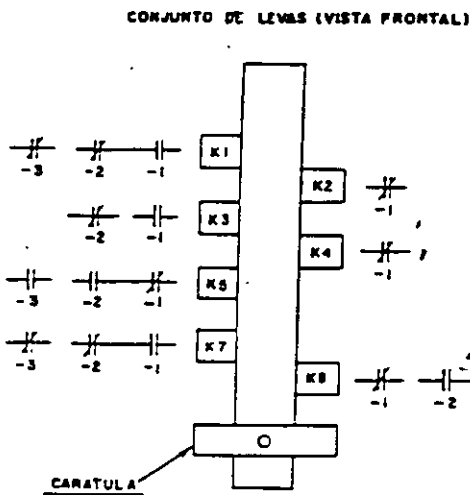 CONJUNTO DE LEVAS (VISTA FRONTAL)
K1
-3 -2 -1
K2
-1
K3
-2 -1
K4
-1
K5
-3 -2 -1
K7
-3 -2 -1
K8
-1 -2
CARATULA